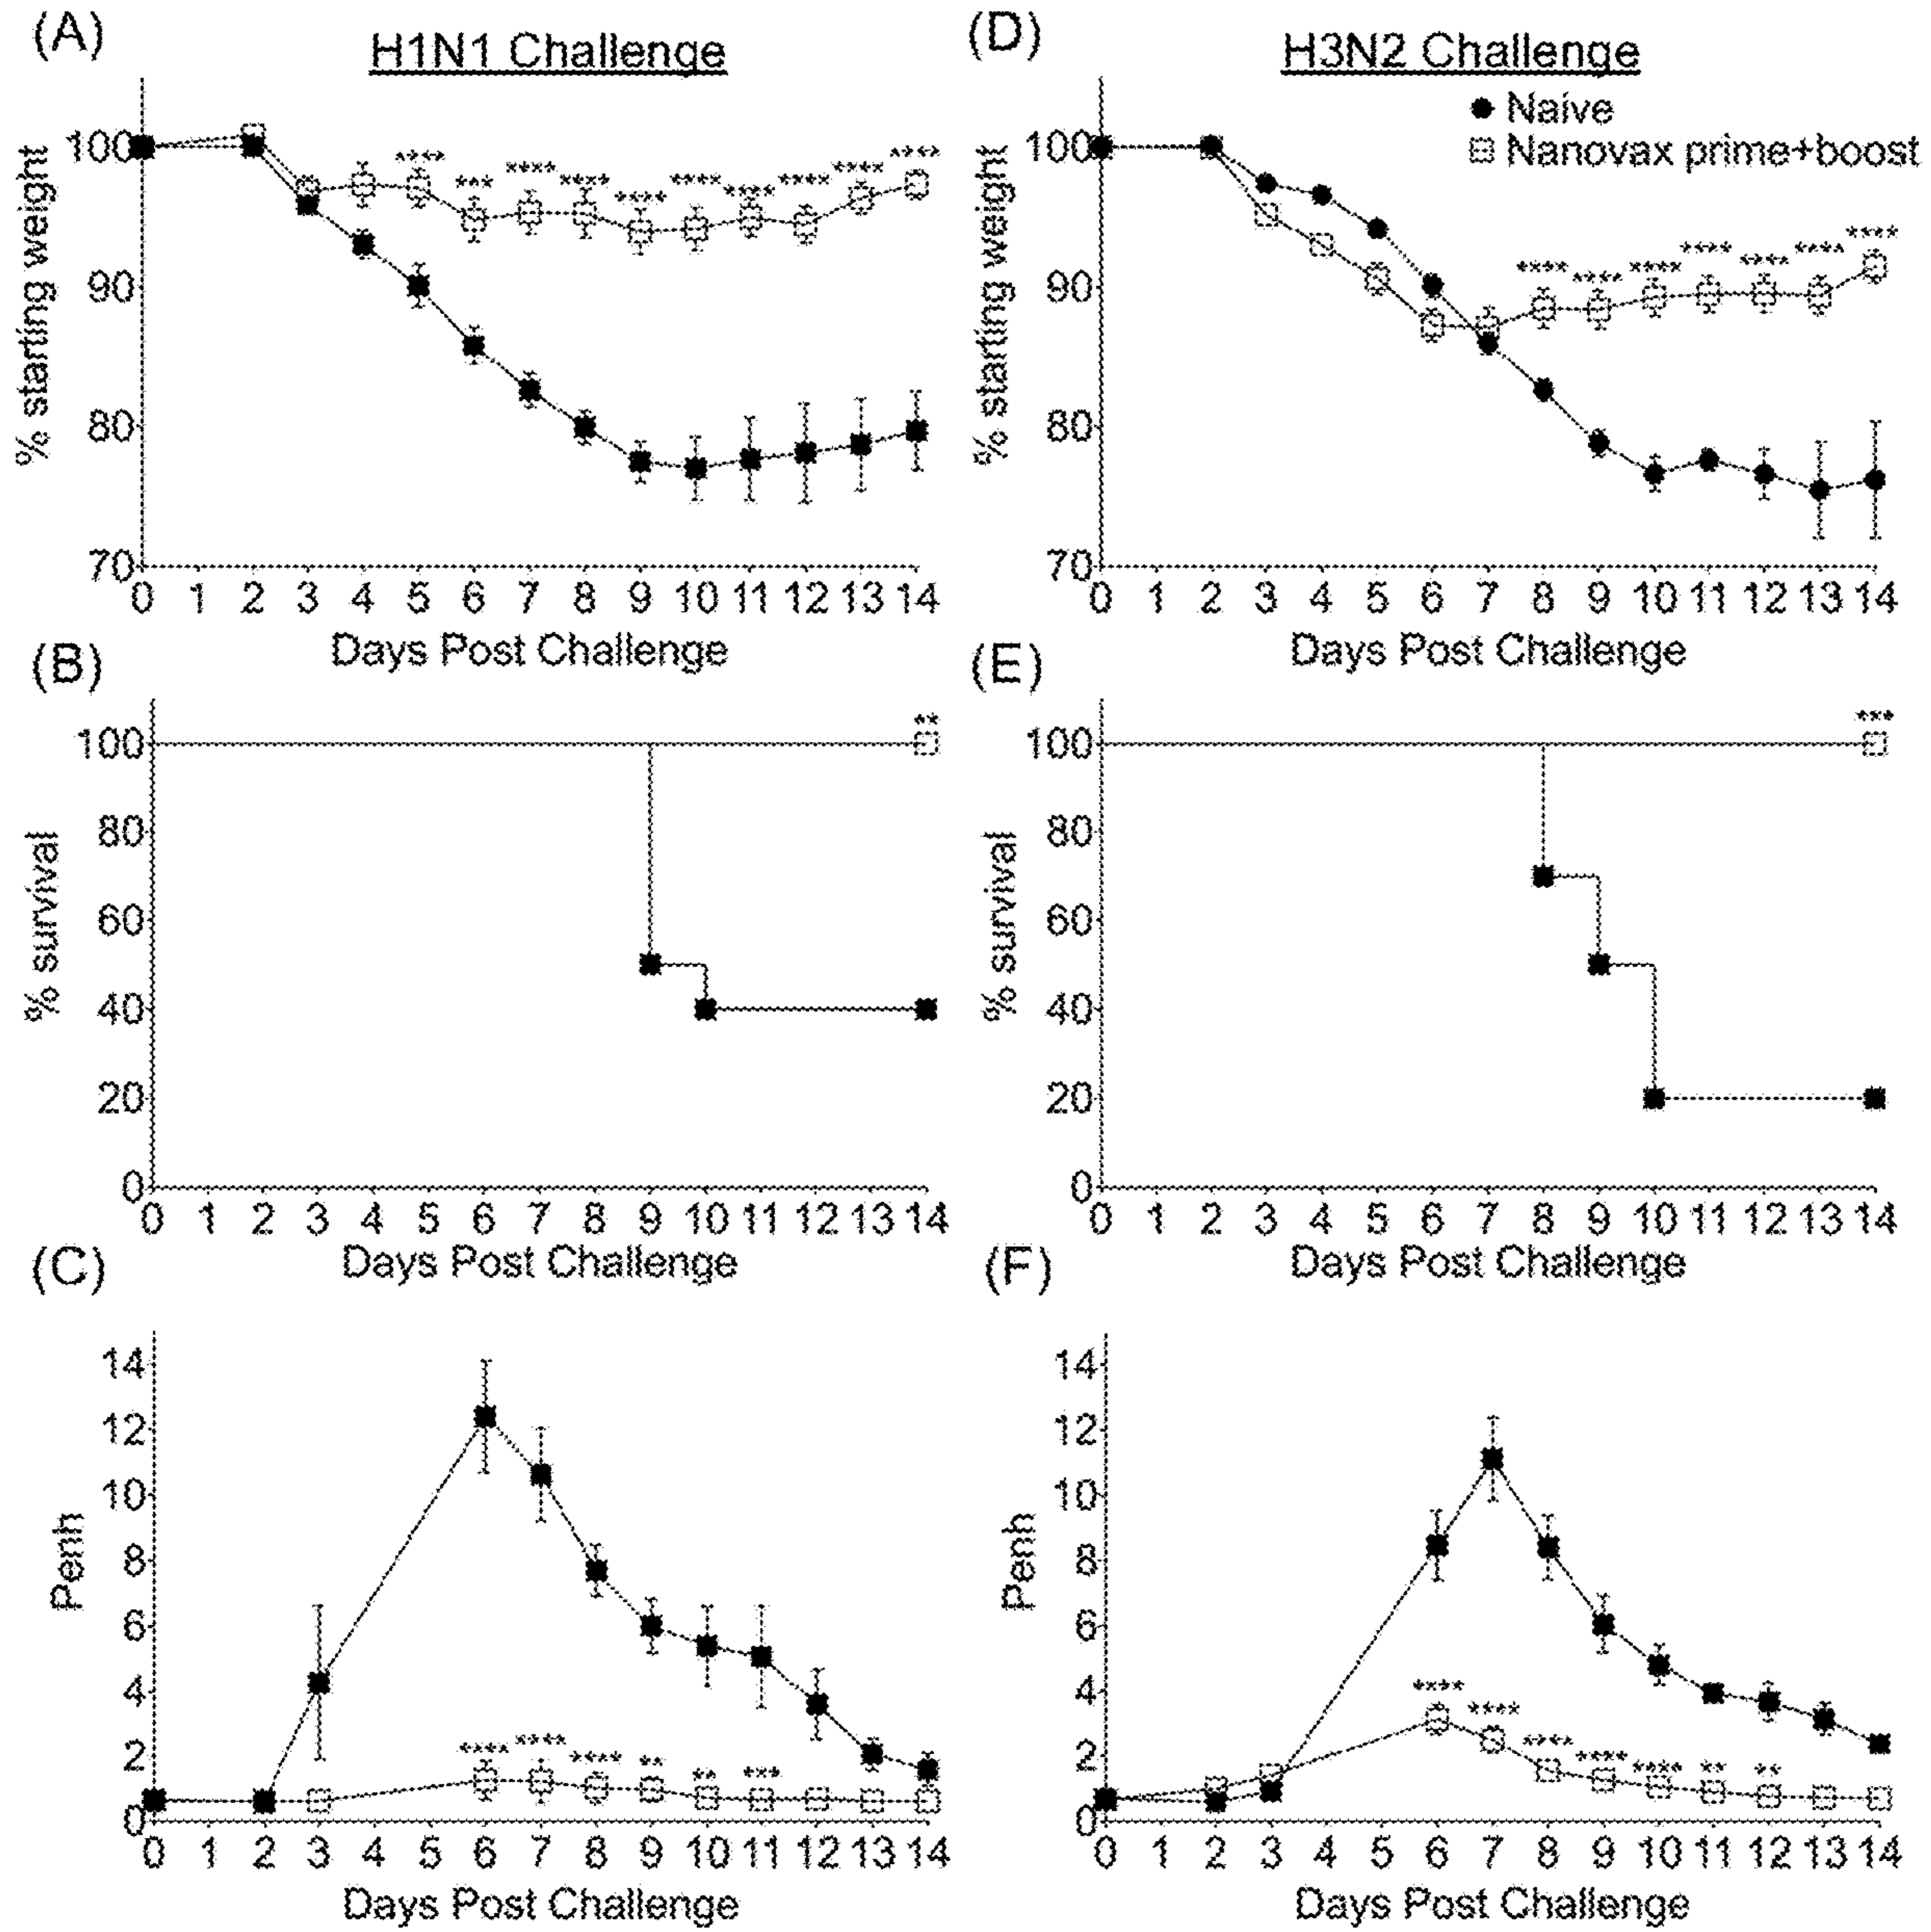 (A)
H1N1 Challenge
% starting weight
100
90
80
70
0 1 2 3 4 5 6 7 8 9 10 11 12 13 14
Days Post Challenge
**** *** **** **** **** **** **** **** **** ****
(D)
H3N2 Challenge
Naive
Nanovax prime+boost
% starting weight
100
90
80
70
0 1 2 3 4 5 6 7 8 9 10 11 12 13 14
Days Post Challenge
**** **** **** **** **** **** ****
(B)
% survival
100
80
60
40
20
0
0 1 2 3 4 5 6 7 8 9 10 11 12 13 14
Days Post Challenge
**
(E)
% survival
100
80
60
40
20
0
0 1 2 3 4 5 6 7 8 9 10 11 12 13 14
Days Post Challenge
***
(C)
Penh
14
12
10
8
6
4
2
0
0 1 2 3 4 5 6 7 8 9 10 11 12 13 14
Days Post Challenge
**** **** **** ** ** ***
(F)
Penh
14
12
10
8
6
4
2
0
0 1 2 3 4 5 6 7 8 9 10 11 12 13 14
Days Post Challenge
**** **** **** **** **** ** **